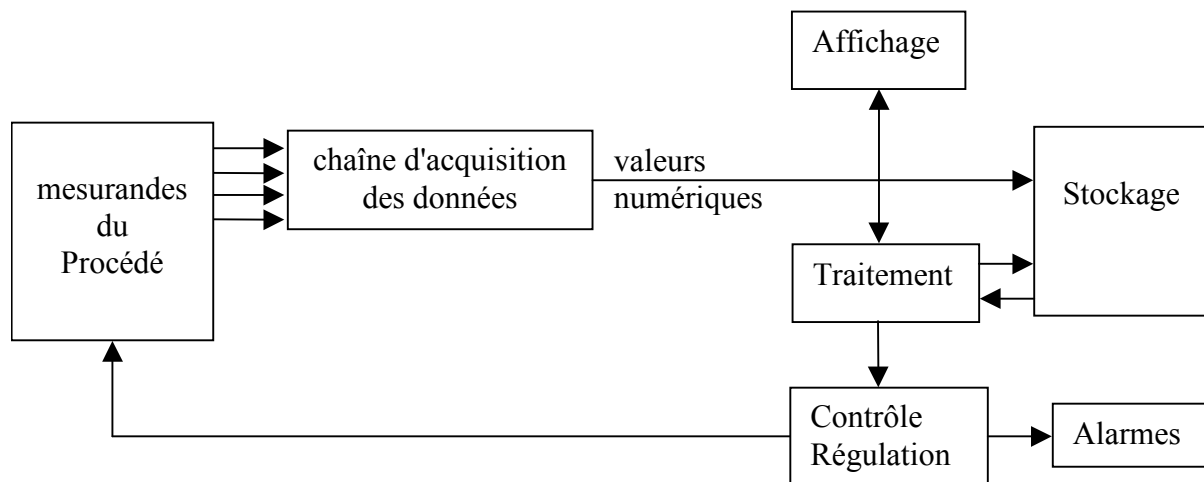 Affichage
mesurandes
du
Procédé
chaîne d'acquisition
des données
valeurs
numériques
Stockage
Traitement
Contrôle
Régulation
Alarmes